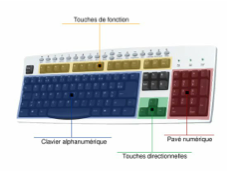 Touches de fonction
Clavier alphanumérique
Pavé numérique
Touches directionnelles